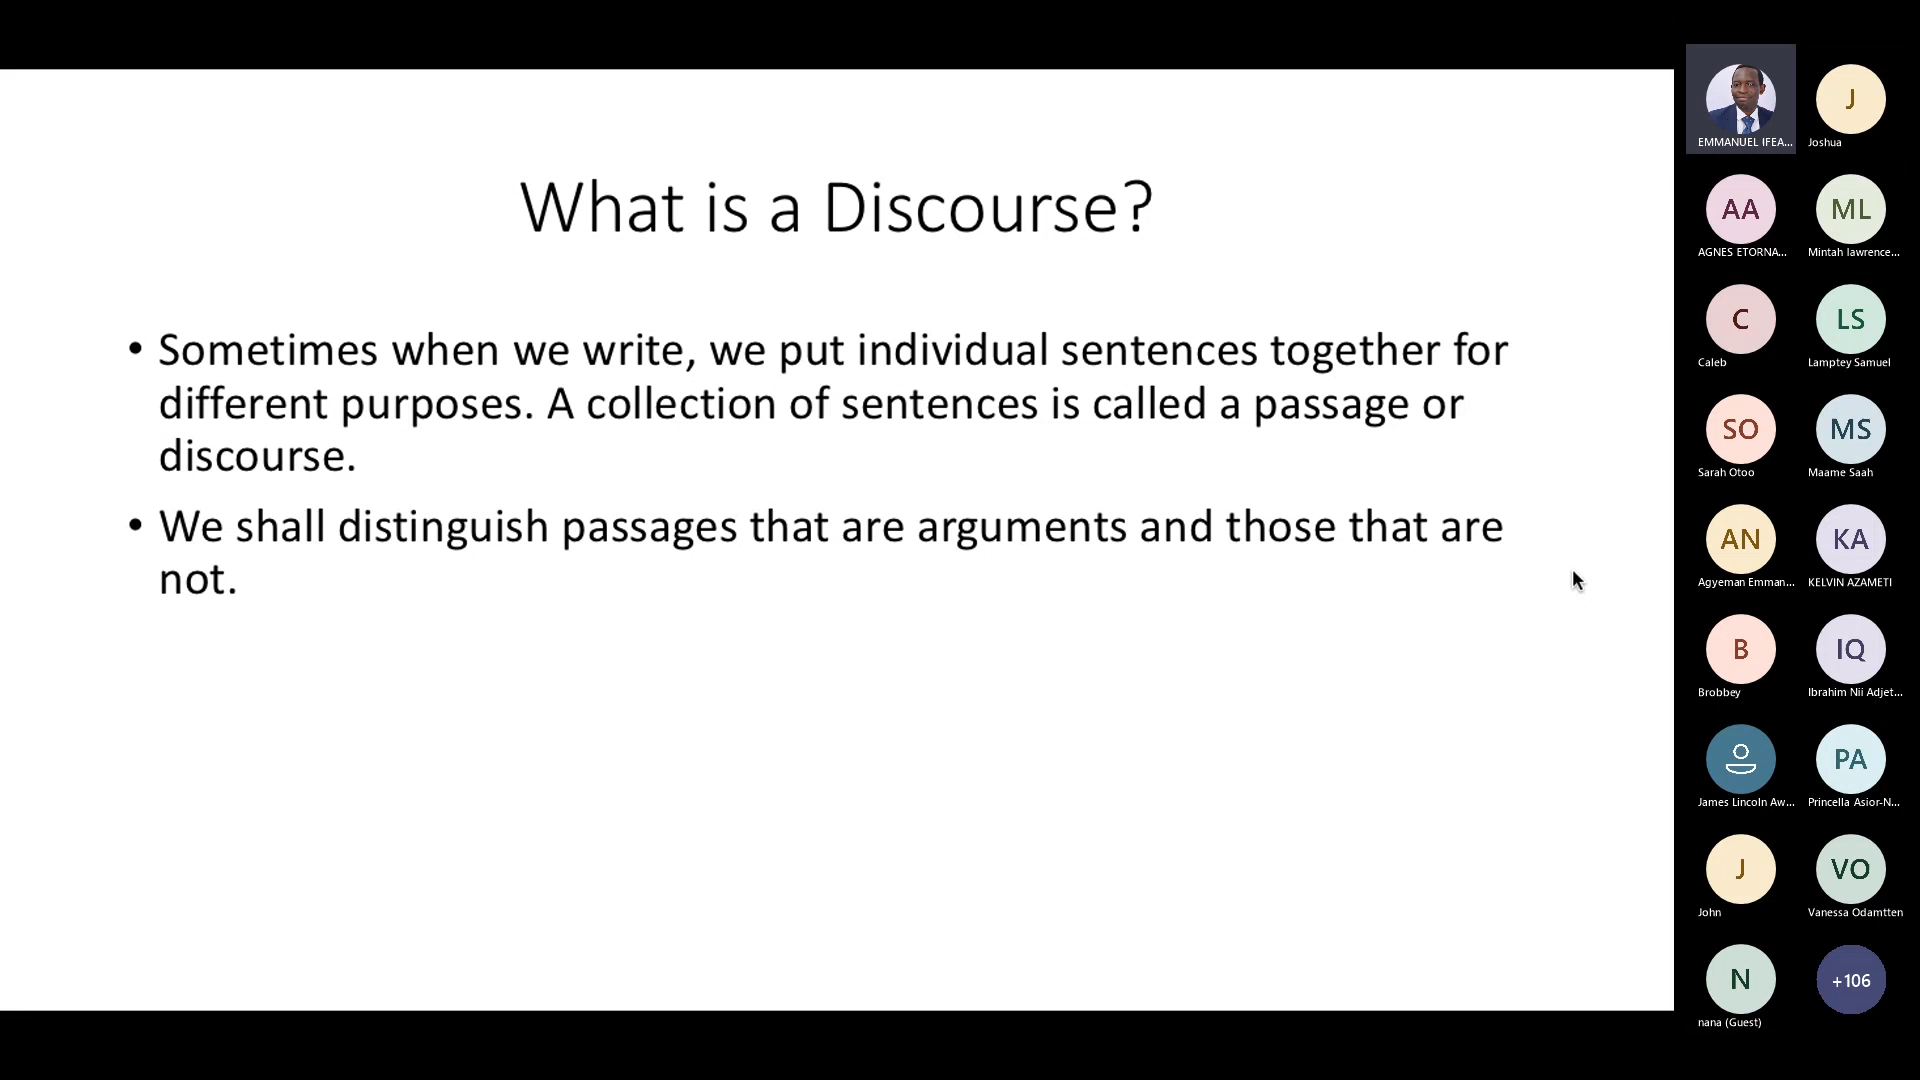 What is a Discourse?
• Sometimes when we write, we put individual sentences together for
different purposes. A collection of sentences is called a passage or
discourse.
• We shall distinguish passages that are arguments and those that are
not.
EMMANUEL IFEA...
J
Joshua
AA
AGNES ETORNA...
ML
Mintah lawrence...
C
Caleb
LS
Lamptey Samuel
SO
Sarah Otoo
MS
Maame Saah
AN
Agyeman Emman...
KA
KELVIN AZAMETI
B
Brobbey
IQ
Ibrahim Nii Adjet...
James Lincoln Aw...
PA
Princella Asior-N...
J
John
VO
Vanessa Odamtten
N
nana (Guest)
+106